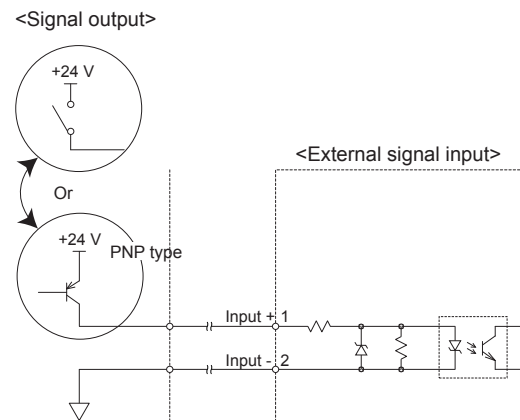 <Signal output>
+24 V
<External signal input>
Or
+24 V
PNP type
Input + 1
Input - 2